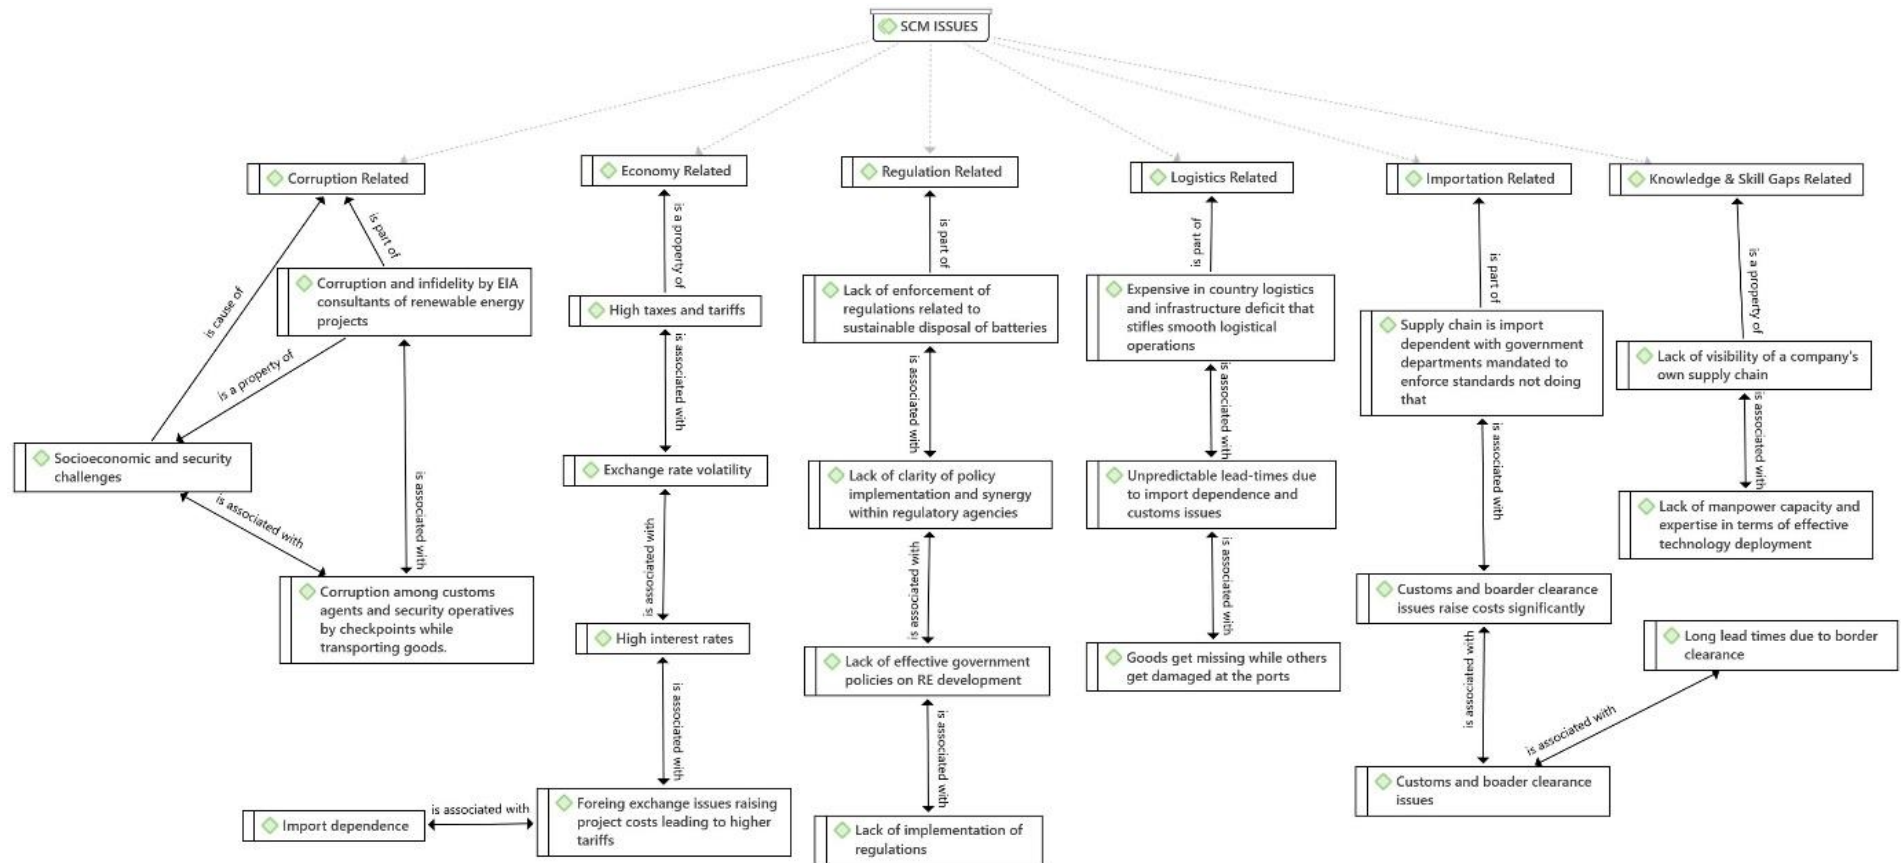 SCM ISSUES
Corruption Related
Economy Related
Regulation Related
Logistics Related
Importation Related
Knowledge & Skill Gaps Related
is part of
is cause of
Corruption and infidelity by EIA
consultants of renewable energy
projects
is a property of
is associated with
Socioeconomic and security
challenges
is associated with
Corruption among customs
agents and security operatives
by checkpoints while
transporting goods.
is a property of
High taxes and tariffs
is associated with
Exchange rate volatility
is associated with
High interest rates
is associated with
Foreing exchange issues raising
project costs leading to higher
tariffs
is associated with
Import dependence
is part of
Lack of enforcement of
regulations related to
sustainable disposal of batteries
is associated with
Lack of clarity of policy
implementation and synergy
within regulatory agencies
is associated with
Lack of effective government
policies on RE development
is associated with
Lack of implementation of
regulations
is part of
Expensive in country logistics
and infrastructure deficit that
stifles smooth logistical
operations
is associated with
Unpredictable lead-times due
to import dependence and
customs issues
is associated with
Goods get missing while others
get damaged at the ports
is part of
Supply chain is import
dependent with government
departments mandated to
enforce standards not doing
that
is associated with
Customs and boarder clearance
issues raise costs significantly
is associated with
Customs and boader clearance
issues
is associated with
Long lead times due to border
clearance
is a property of
Lack of visibility of a company's
own supply chain
is associated with
Lack of manpower capacity and
expertise in terms of effective
technology deployment